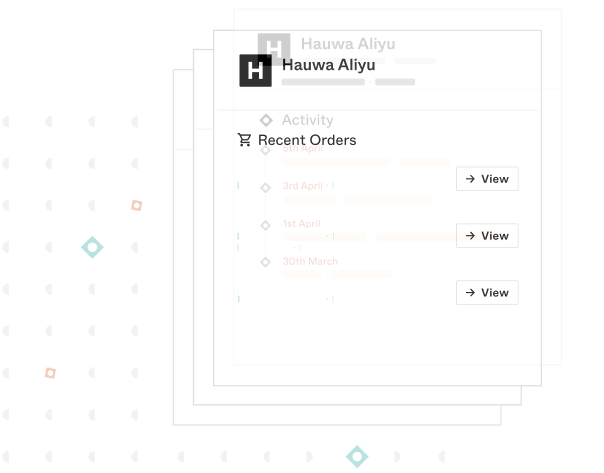 H Hauwa Aliyu
H Hauwa Aliyu
Activity
Recent Orders
5th April
→ View
3rd April
1st April
→ View
30th March
→ View